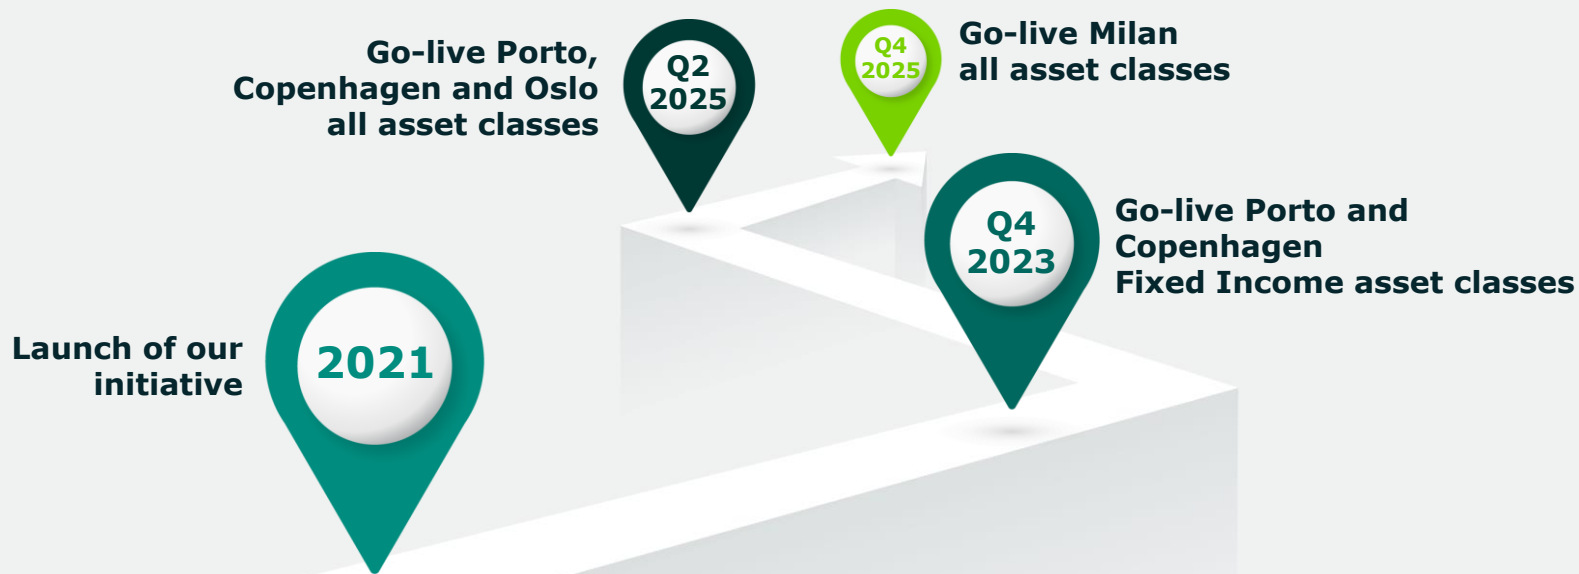 Go-live Porto,
Copenhagen and Oslo
all asset classes
Q2
2025
Q4
2025
Go-live Milan
all asset classes
Q4
2023
Go-live Porto and
Copenhagen
Fixed Income asset classes
Launch of our
initiative
2021